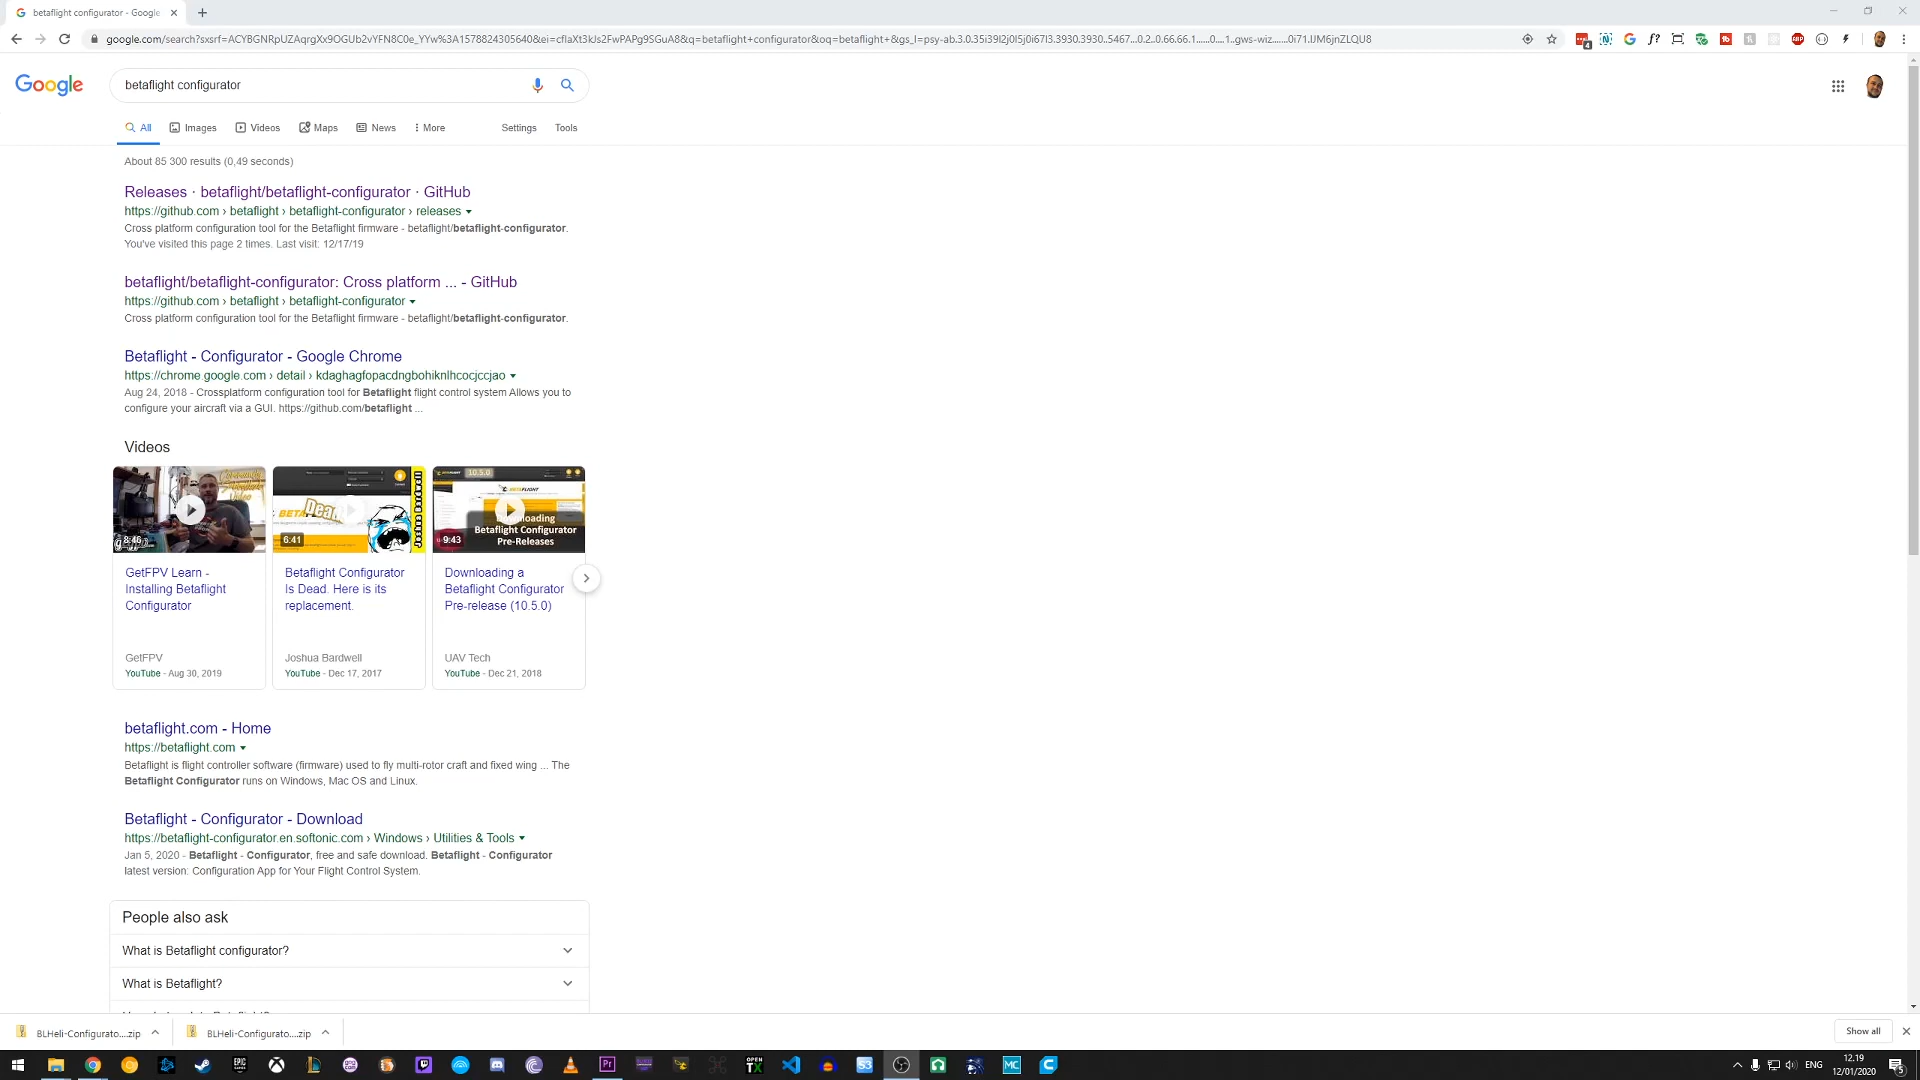 betaflight configurator - Google
google.com/search?sxsrf=ACYBGNRpUZAqrgXx9OGUb2vYFN8C0e_YYw%3A1578824305640&ei=cflaXt3kJs2FwPAPg9SGuA8&q=betaflight+configurator&oq=betaflight+&gs_l=psy-ab.3.0.35i39l2j0l5j0i67l3.3930.3930..5467...0.2..0.66.66.1......0....1..gws-wiz.......0i71.IJM6jnZLQU8
Google
betaflight configurator
All Images Videos Maps News More Settings Tools
About 85 300 results (0,49 seconds)
Releases · betaflight/betaflight-configurator · GitHub
https://github.com › betaflight › betaflight-configurator › releases
Cross platform configuration tool for the Betaflight firmware - betaflight/betaflight-configurator.
You've visited this page 2 times. Last visit: 12/17/19
betaflight/betaflight-configurator: Cross platform ... - GitHub
https://github.com › betaflight › betaflight-configurator
Cross platform configuration tool for the Betaflight firmware - betaflight/betaflight-configurator.
Betaflight - Configurator - Google Chrome
https://chrome.google.com › detail › kdaghagfopacdngbohiknlhcocjccjao
Aug 24, 2018 - Crossplatform configuration tool for Betaflight flight control system Allows you to
configure your aircraft via a GUI. https://github.com/betaflight ...
Videos
8:46
Dead
Joshua Bardwell
6:41
10.5.0
Downloading
Betaflight Configurator
Pre-Releases
9:43
GetFPV Learn -
Installing Betaflight
Configurator
GetFPV
YouTube - Aug 30, 2019
Betaflight Configurator
Is Dead. Here is its
replacement.
Joshua Bardwell
YouTube - Dec 17, 2017
Downloading a
Betaflight Configurator
Pre-release (10.5.0)
UAV Tech
YouTube - Dec 21, 2018
betaflight.com - Home
https://betaflight.com
Betaflight is flight controller software (firmware) used to fly multi-rotor craft and fixed wing ... The
Betaflight Configurator runs on Windows, Mac OS and Linux.
Betaflight - Configurator - Download
https://betaflight-configurator.en.softonic.com › Windows › Utilities & Tools
Jan 5, 2020 - Betaflight - Configurator, free and safe download. Betaflight - Configurator
latest version: Configuration App for Your Flight Control System.
People also ask
What is Betaflight configurator?
What is Betaflight?
BLHeli-Configurato....zip
BLHeli-Configurato....zip
Show all
ENG
12.19
12/01/2020